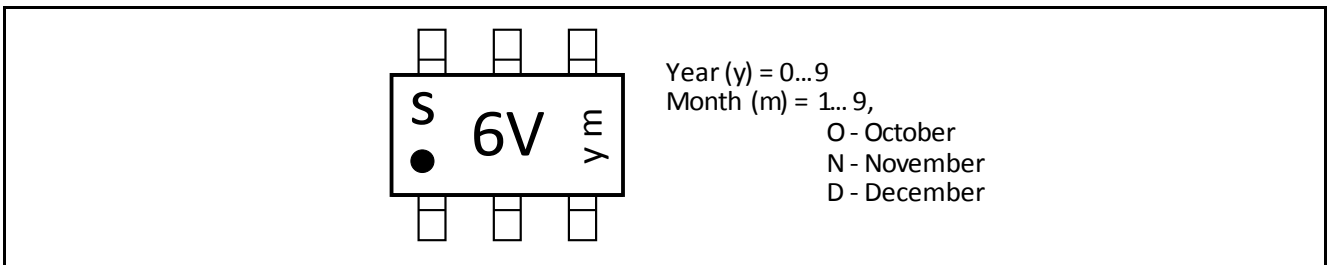 S
6V
y m
Year (y) = 0...9
Month (m) = 1... 9,
O - October
N - November
D - December